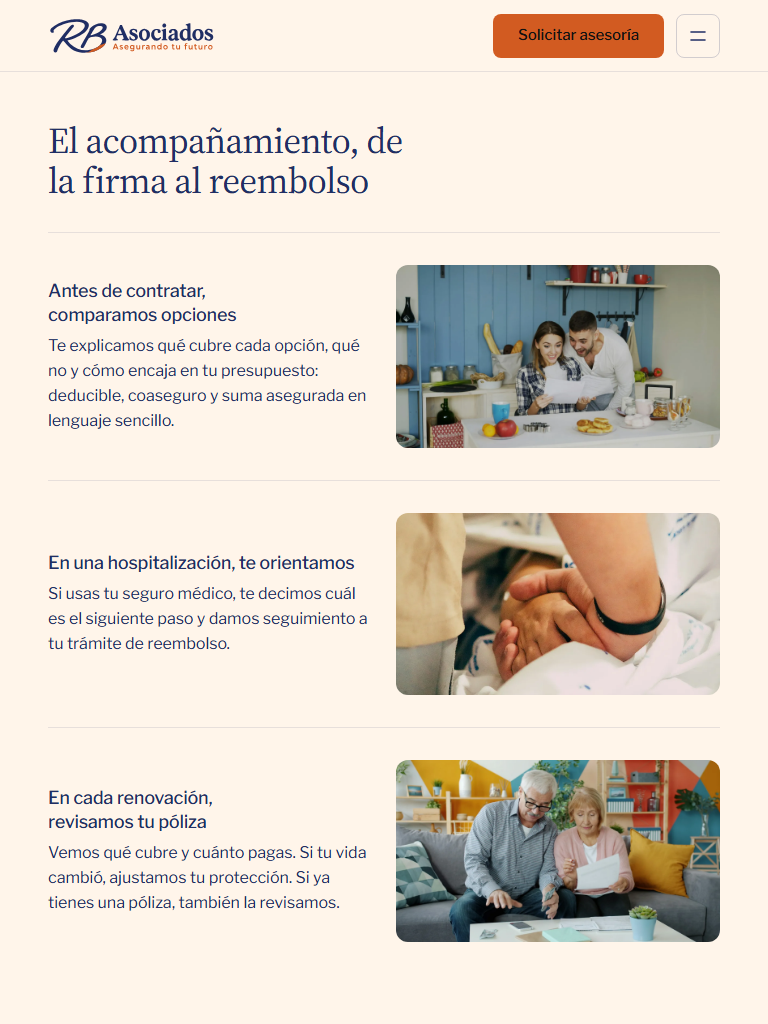 RB Asociados
Asegurando tu futuro
Solicitar asesoría
El acompañamiento, de
la firma al reembolso
Antes de contratar,
comparamos opciones
Te explicamos qué cubre cada opción, qué
no y cómo encaja en tu presupuesto:
deducible, coaseguro y suma asegurada en
lenguaje sencillo.
En una hospitalización, te orientamos
Si usas tu seguro médico, te decimos cuál
es el siguiente paso y damos seguimiento a
tu trámite de reembolso.
En cada renovación,
revisamos tu póliza
Vemos qué cubre y cuánto pagas. Si tu vida
cambió, ajustamos tu protección. Si ya
tienes una póliza, también la revisamos.